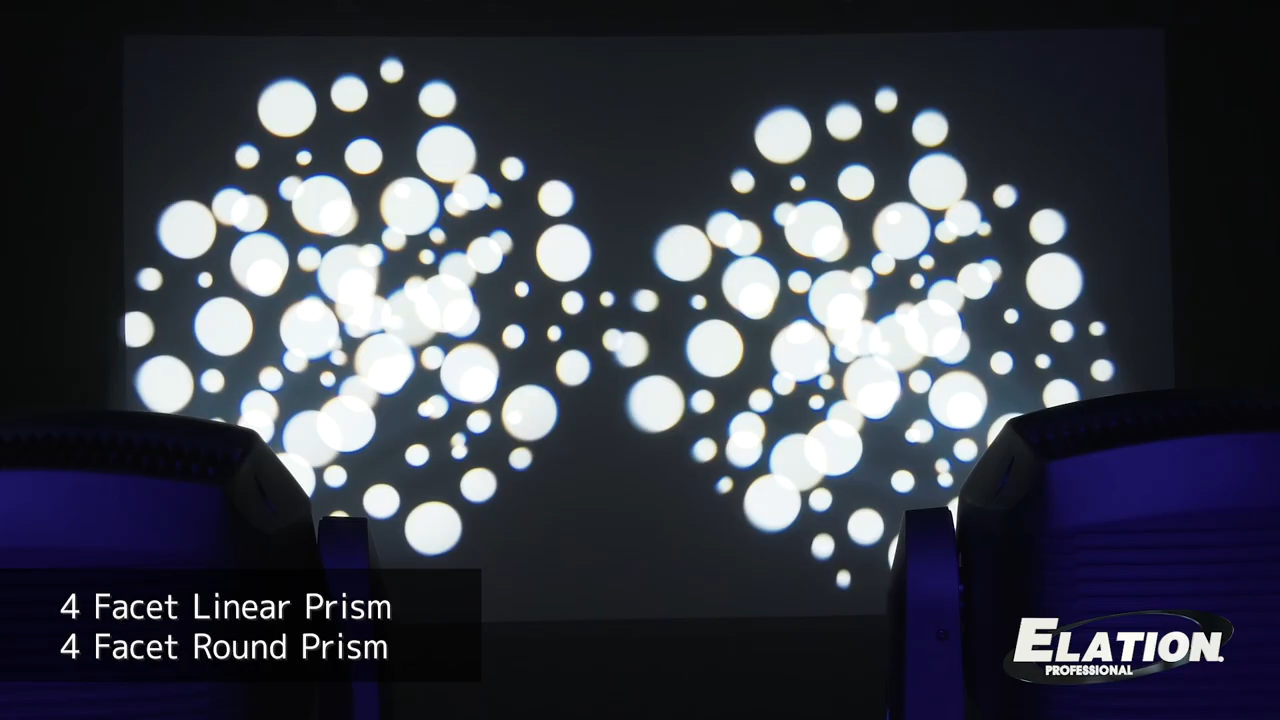 4 Facet Linear Prism
4 Facet Round Prism
ELATION.
PROFESSIONAL